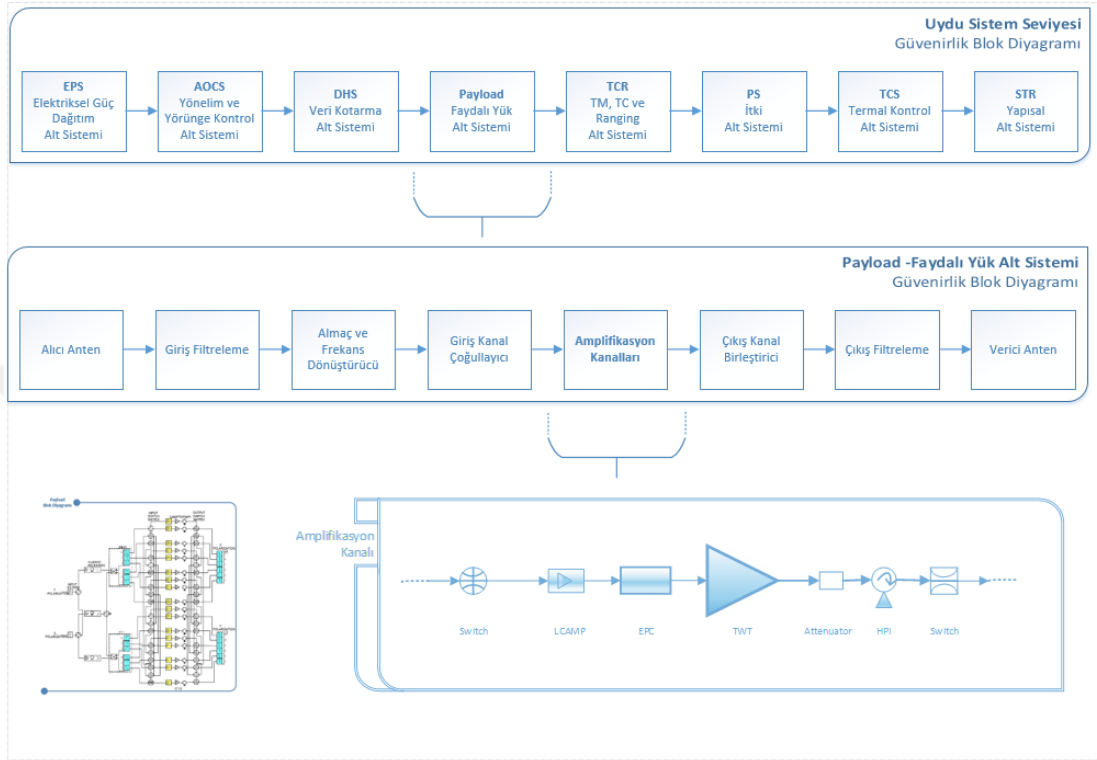 Uydu Sistem Seviyesi
Güvenirlik Blok Diyagramı
EPS
Elektriksel Güç
Dağıtım
Alt Sistemi
AOCS
Yönelim ve
Yörünge Kontrol
Alt Sistemi
DHS
Veri Kotarma
Alt Sistemi
Payload
Faydalı Yük
Alt Sistemi
TCR
TM, TC ve
Ranging
Alt Sistemi
PS
İtki
Alt Sistemi
TCS
Termal Kontrol
Alt Sistemi
STR
Yapısal
Alt Sistemi
Payload -Faydalı Yük Alt Sistemi
Güvenirlik Blok Diyagramı
Alıcı Anten
Giriş Filtreleme
Almaç ve
Frekans
Dönüştürücü
Giriş Kanal
Çoğullayıcı
Amplifikasyon
Kanalları
Çıkış Kanal
Birleştirici
Çıkış Filtreleme
Verici Anten
Payload
Blok Diyagramı
Amplifikasyon
Kanalı
Switch
LCAMP
EPC
TWT
Attenuator
HPI
Switch